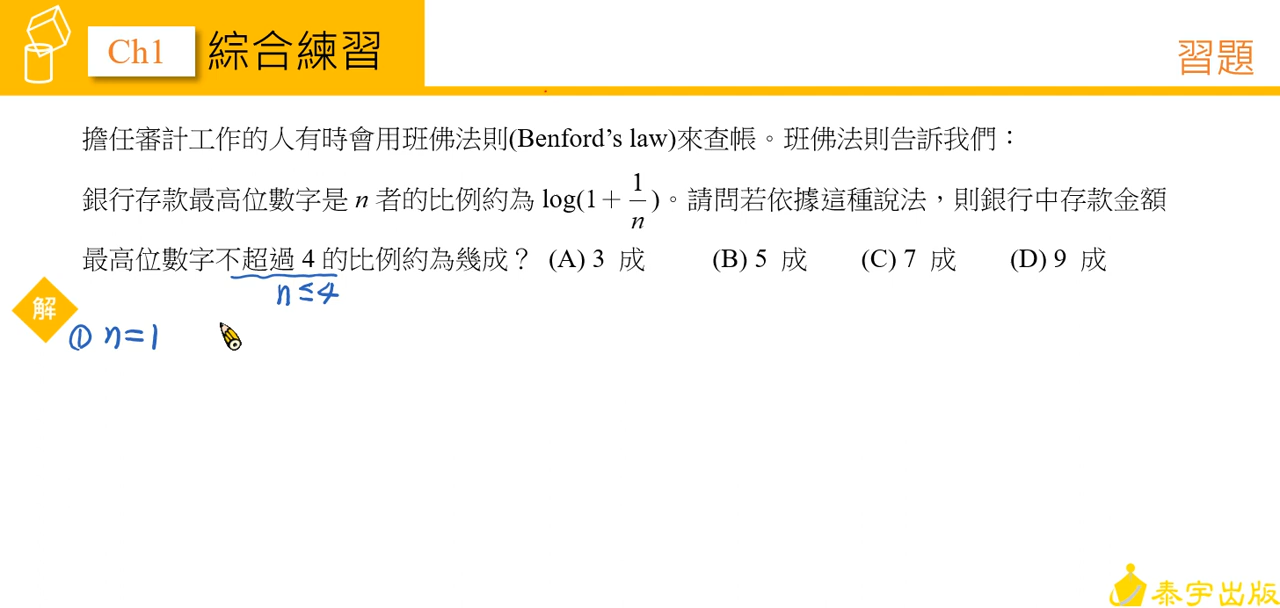 Ch1 綜合練習
習題
擔任審計工作的人有時會用班佛法則(Benford's law)來查帳。班佛法則告訴我們：
銀行存款最高位數字是 n 者的比例約為 log(1+1/n)。請問若依據這種說法，則銀行中存款金額
最高位數字不超過 4 的比例約為幾成？ (A) 3 成 (B) 5 成 (C) 7 成 (D) 9 成
n≤4
解
① n=1
泰宇出版